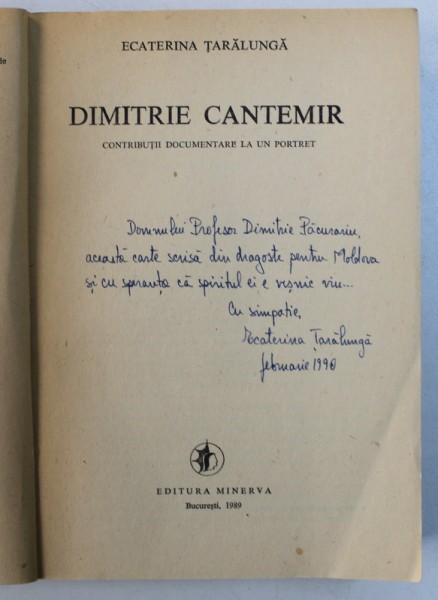 de
ECATERINA ȚARĂLUNGĂ
DIMITRIE CANTEMIR
CONTRIBUȚII DOCUMENTARE LA UN PORTRET
Domnului Profesor Dimitrie Păcurariu,
această carte scrisă din dragoste pentru Moldova
și cu speranța că spiritul ei e veșnic viu...
Cu simpatie,
Ecaterina Țarălungă
februarie 1990
EDITURA MINERVA
București, 1989